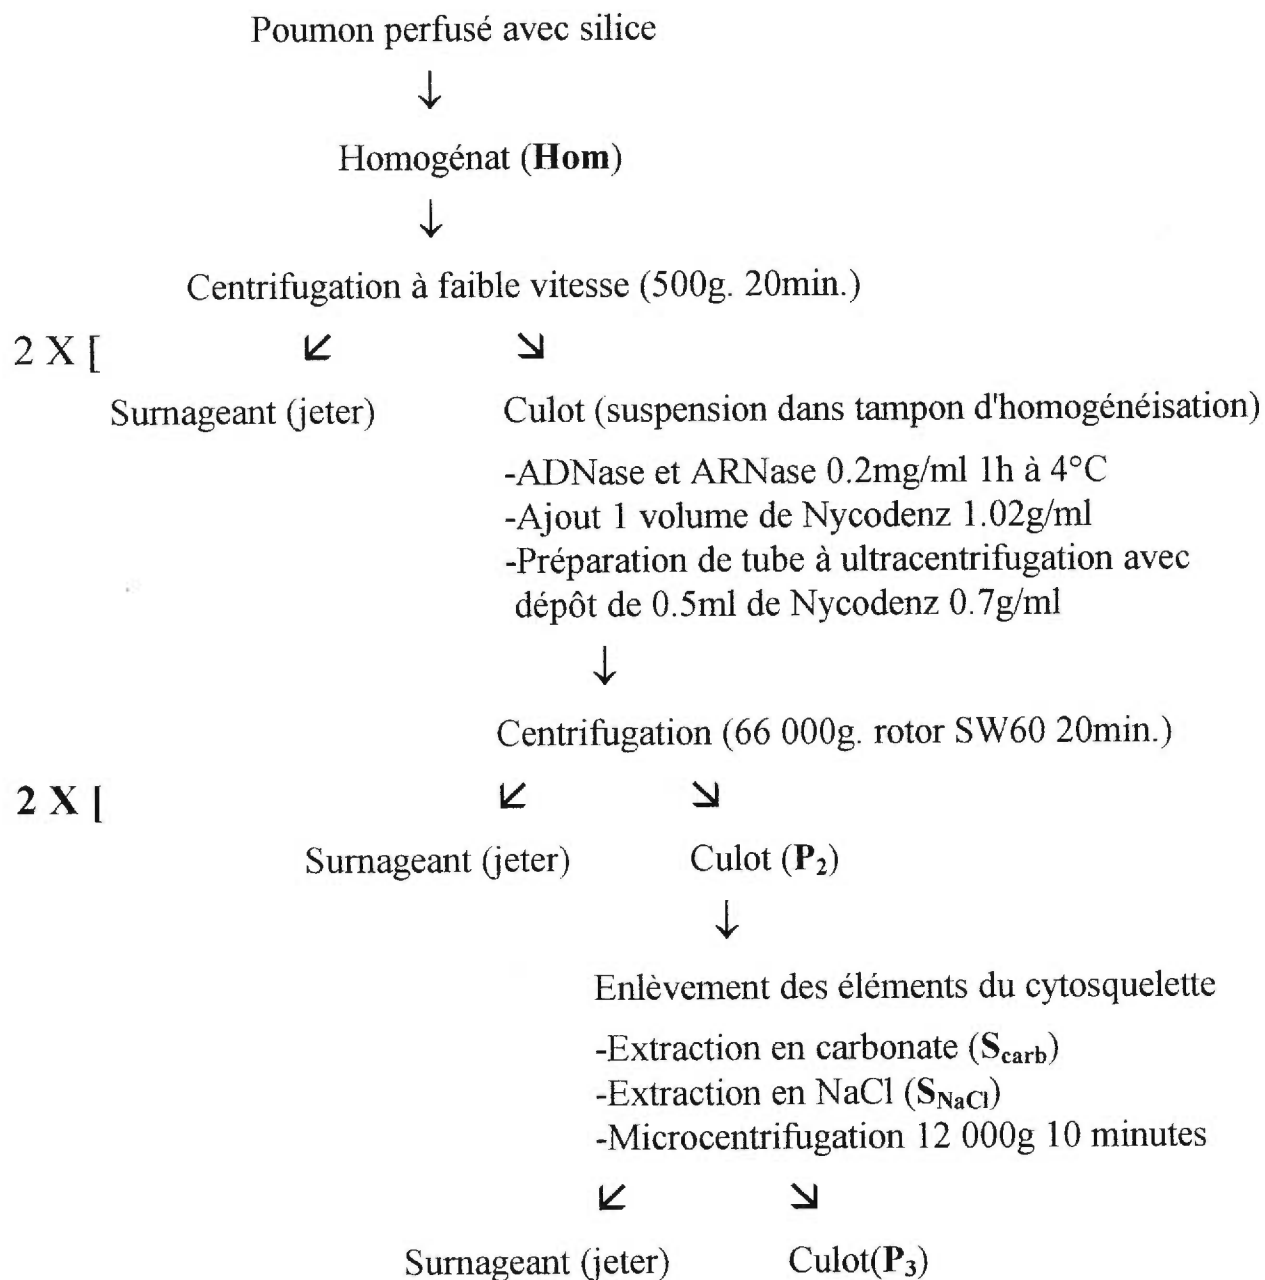 Poumon perfusé avec silice
↓
Homogénat (Hom)
↓
Centrifugation à faible vitesse (500g. 20min.)
2 X [ ↙ ↘
Surnageant (jeter) Culot (suspension dans tampon d'homogénéisation)
-ADNase et ARNase 0.2mg/ml 1h à 4°C
-Ajout 1 volume de Nycodenz 1.02g/ml
-Préparation de tube à ultracentrifugation avec
dépôt de 0.5ml de Nycodenz 0.7g/ml
↓
Centrifugation (66 000g. rotor SW60 20min.)
2 X [ ↙ ↘
Surnageant (jeter) Culot (P₂)
↓
Enlèvement des éléments du cytosquelette
-Extraction en carbonate (Scarb)
-Extraction en NaCl (SNaCl)
-Microcentrifugation 12 000g 10 minutes
↙ ↘
Surnageant (jeter) Culot(P₃)